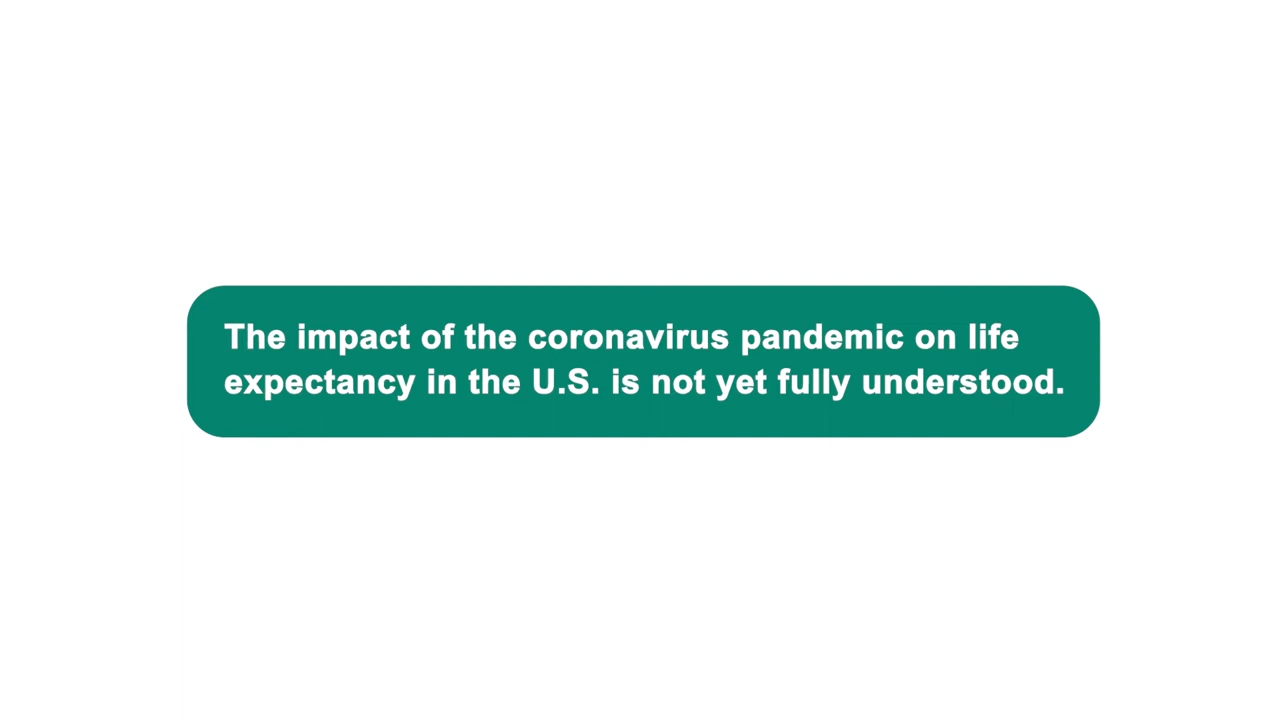 The impact of the coronavirus pandemic on life
expectancy in the U.S. is not yet fully understood.